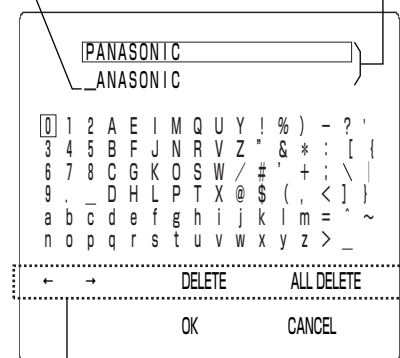 PANASONIC
_ANASONIC
0 1 2 A E I M Q U Y ! % ) - ? '
3 4 5 B F J N R V Z " & * : [ {
6 7 8 C G K O S W / # ' + ; \ |
9 . _ D H L P T X @ $ ( , < ] }
a b c d e f g h i j k l m = ^ ~
n o p q r s t u v w x y z > _
← → DELETE ALL DELETE
OK CANCEL